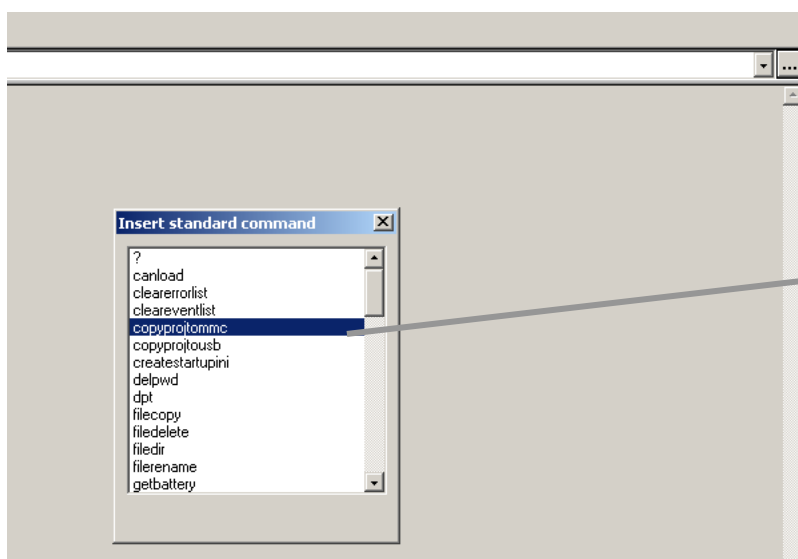 ...
Insert standard command
?
canload
clearerrorlist
cleareventlist
copyprojtommc
copyprojtousb
createstartupini
delpwd
dpt
filecopy
filedelete
filedir
filerename
getbattery